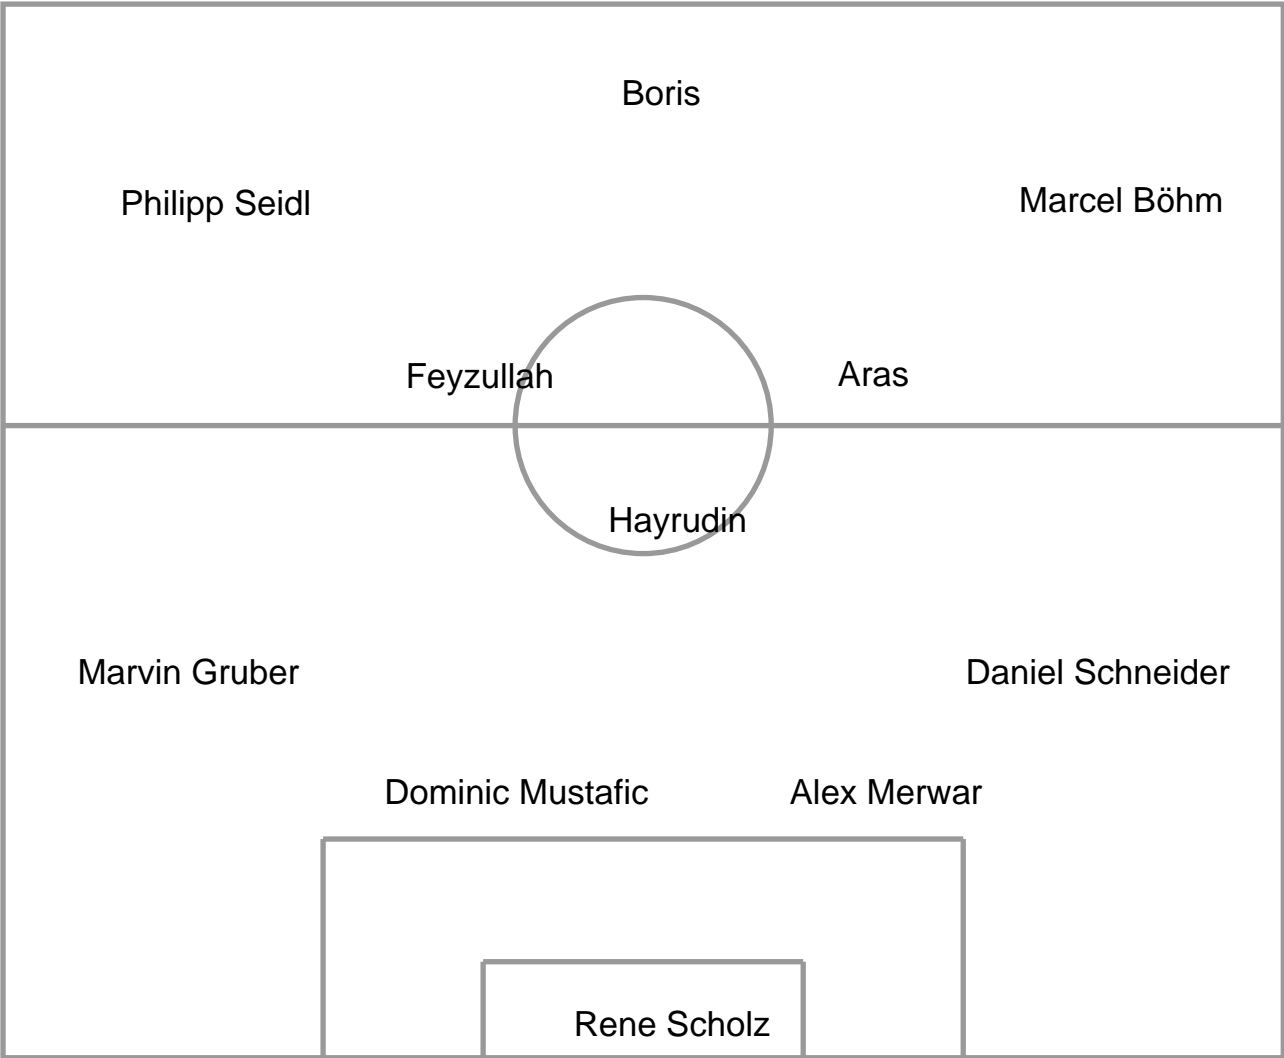 Boris
Philipp Seidl
Marcel Böhm
Feyzullah
Aras
Hayrudin
Marvin Gruber
Daniel Schneider
Dominic Mustafic
Alex Merwar
Rene Scholz